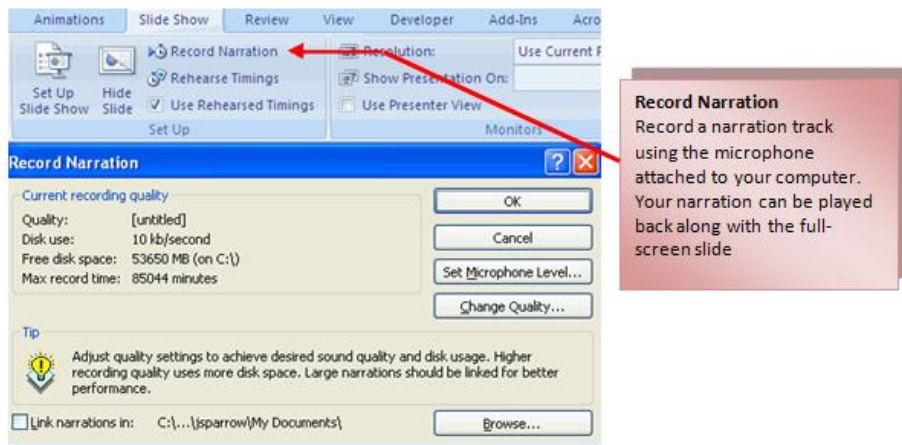 Animations Slide Show Review View Developer Add-Ins Acro
Record Narration
Rehearse Timings
Use Rehearsed Timings
Set Up
Slide Show
Hide
Slide
Set Up
Resolution:
Use Current
Show Presentation On:
Use Presenter View
Monitors
Record Narration
Current recording quality
Quality: [untitled]
Disk use: 10 kb/second
Free disk space: 53650 MB (on C:\)
Max record time: 85044 minutes
OK
Cancel
Set Microphone Level...
Change Quality...
Tip
Adjust quality settings to achieve desired sound quality and disk usage. Higher
recording quality uses more disk space. Large narrations should be linked for better
performance.
Link narrations in: C:\...\jsparrow\My Documents\
Browse...
Record Narration
Record a narration track
using the microphone
attached to your computer.
Your narration can be played
back along with the full-
screen slide